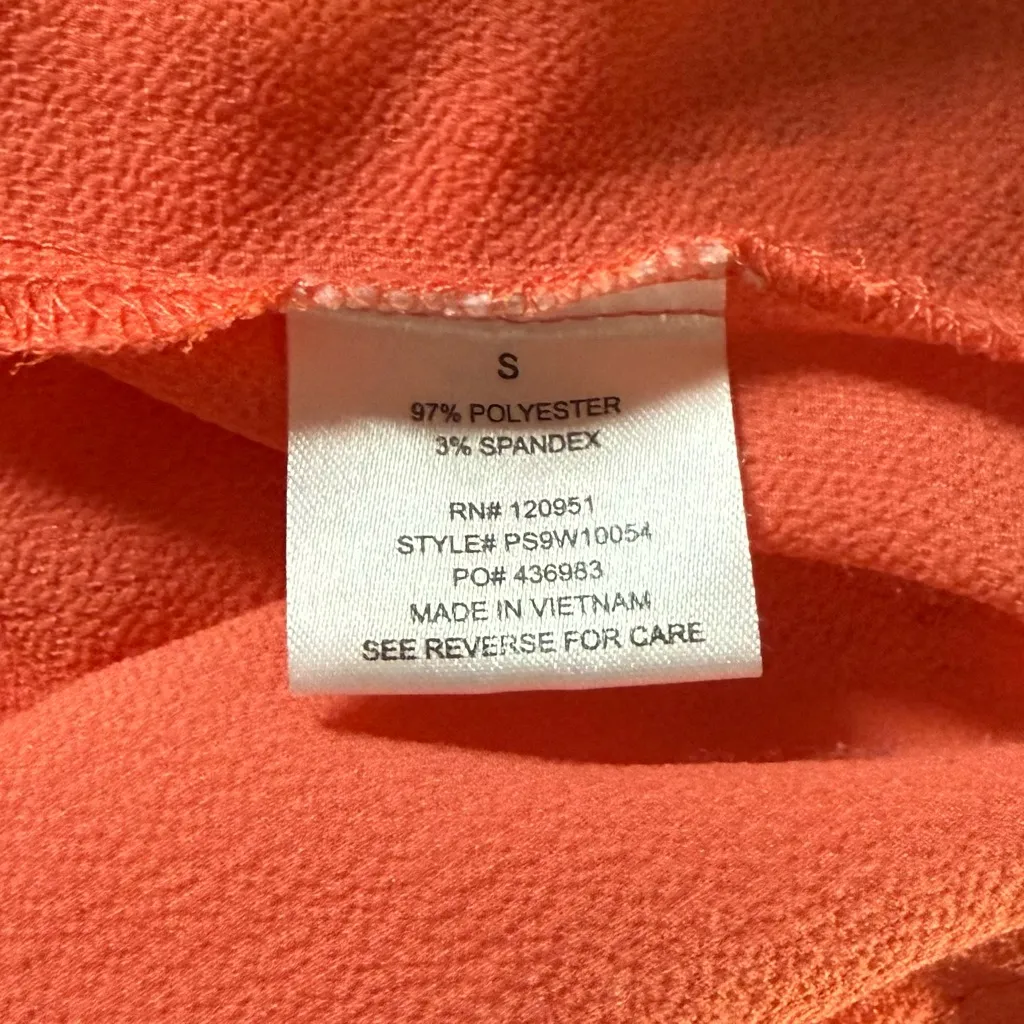 S
97% POLYESTER
3% SPANDEX
RN# 120951
STYLE# PS9W10054
PO# 436983
MADE IN VIETNAM
SEE REVERSE FOR CARE